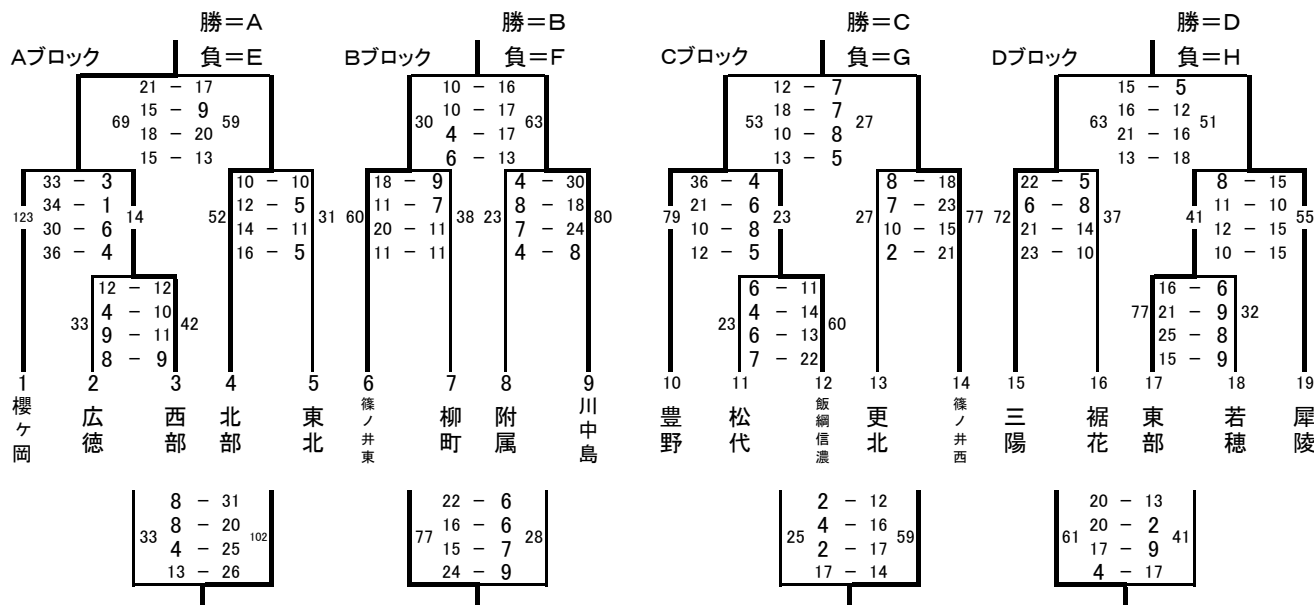 勝＝A 勝＝B 勝＝C 勝＝D
Aブロック 負＝E Bブロック 負＝F Cブロック 負＝G Dブロック 負＝H
21 － 17 10 － 16 12 － 7 15 － 5
15 － 9 10 － 17 18 － 7 16 － 12
69 59 30 63 53 27 63 51
18 － 20 4 － 17 10 － 8 21 － 16
15 － 13 6 － 13 13 － 5 13 － 18
33 － 3 10 － 10 18 － 9 4 － 30 36 － 4 8 － 18 22 － 5 8 － 15
34 － 1 12 － 5 11 － 7 8 － 18 21 － 6 7 － 23 6 － 8 11 － 10
123 14 52 31 60 38 23 80 79 23 27 77 72 37 41 55
30 － 6 14 － 11 20 － 11 7 － 24 10 － 8 10 － 15 21 － 14 12 － 15
36 － 4 16 － 5 11 － 11 4 － 8 12 － 5 2 － 21 23 － 10 10 － 15
12 － 12 6 － 11 16 － 6
4 － 10 4 － 14 21 － 9
33 42 23 60 77 32
9 － 11 6 － 13 25 － 8
8 － 9 7 － 22 15 － 9
1 2 3 4 5 6 7 8 9 10 11 12 13 14 15 16 17 18 19
櫻ヶ岡 広徳 西部 北部 東北 篠ノ井東 柳町 附属 川中島 豊野 松代 飯綱信濃 更北 篠ノ井西 三陽 裾花 東部 若穂 犀陵
8 － 31 22 － 6 2 － 12 20 － 13
8 － 20 16 － 6 4 － 16 20 － 2
33 102 77 28 25 59 61 41
4 － 25 15 － 7 2 － 17 17 － 9
13 － 26 24 － 9 17 － 14 4 － 17